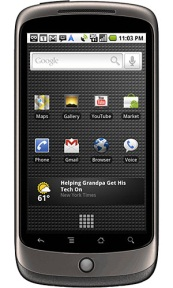 11:03 PM
Google
Maps Gallery YouTube Market
Phone Gmail Browser Voice
Helping Grandpa Get His
Tech On
61° New York Times